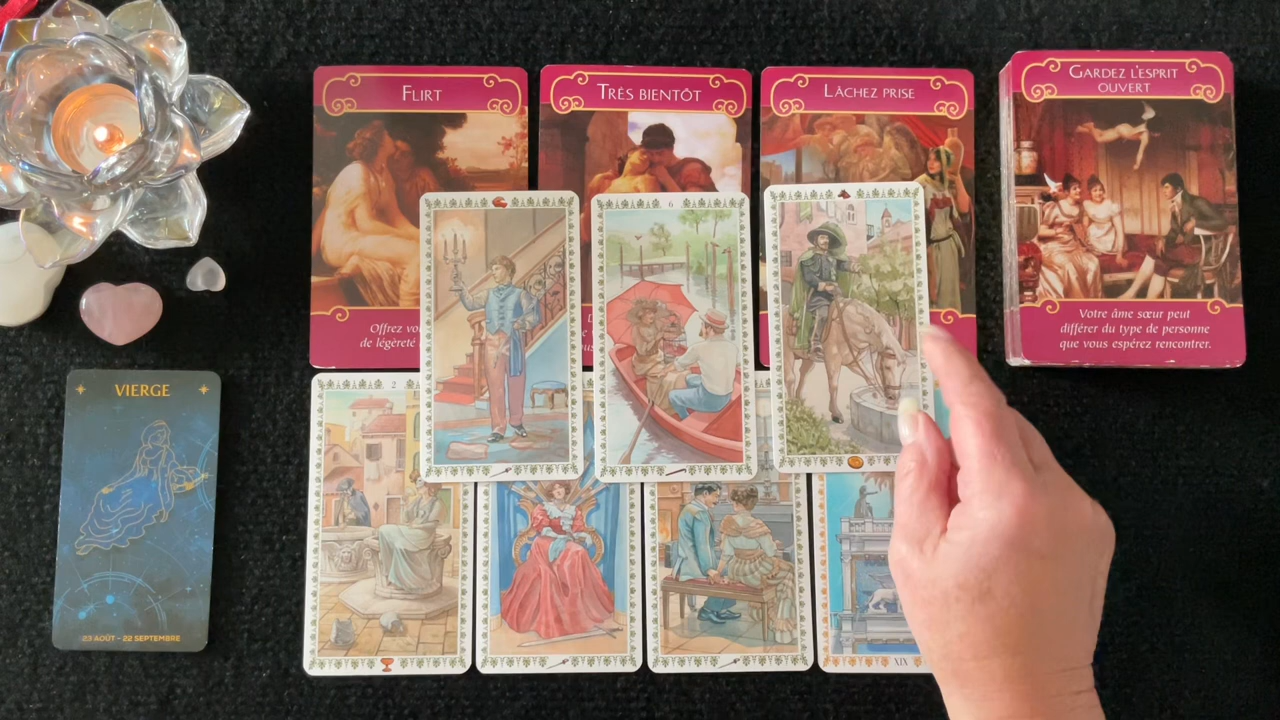 FLIRT
TRÈS BIENTÔT
LÂCHEZ PRISE
GARDEZ L'ESPRIT
OUVERT
6
Offrez
de légèreté
Votre âme sœur peut
différer du type de personne
que vous espérez rencontrer.
VIERGE
2
23 AOÛT - 22 SEPTEMBRE
XIX